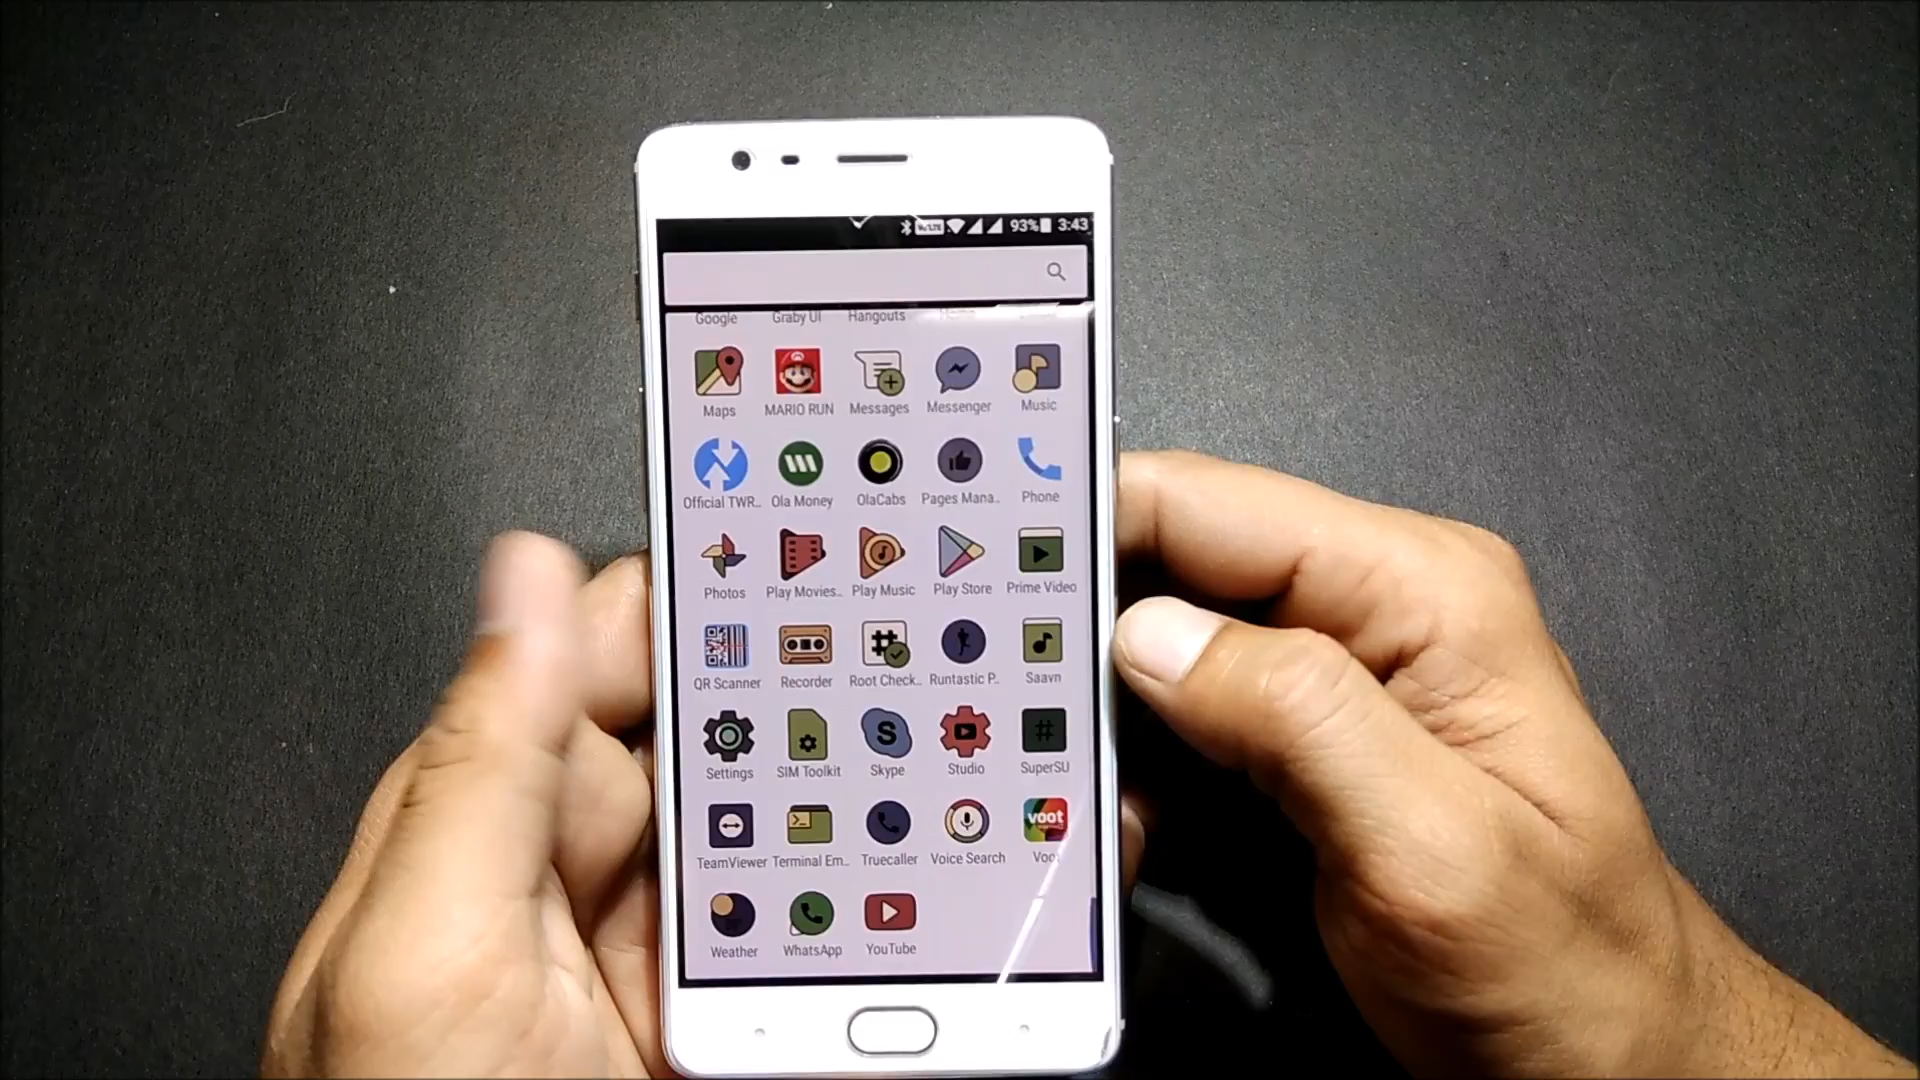 VoLTE 93% 3:43
Google Graby UI Hangouts
Maps MARIO RUN Messages Messenger Music
Official TWR.. Ola Money OlaCabs Pages Mana.. Phone
Photos Play Movies.. Play Music Play Store Prime Video
QR Scanner Recorder Root Check.. Runtastic P.. Saavn
S
Settings SIM Toolkit Skype Studio SuperSU
voot
TeamViewer Terminal Em.. Truecaller Voice Search Voot
Weather WhatsApp YouTube